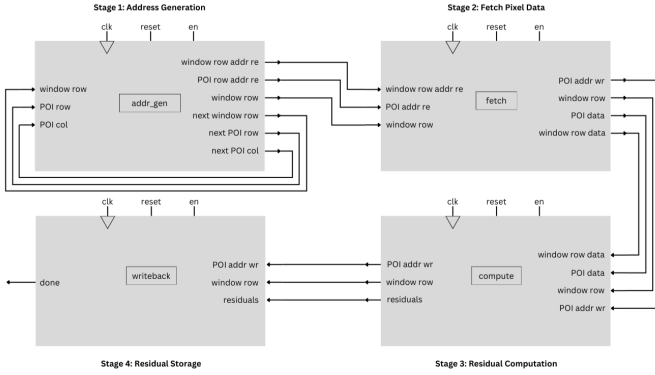 Stage 1: Address Generation
clk reset en
window row addr re
POI row addr re
window row
next window row
next POI row
next POI col
window row
POI row
POI col
addr_gen
Stage 2: Fetch Pixel Data
clk reset en
window row addr re
POI addr re
window row
fetch
POI addr wr
window row
POI data
window row data
clk reset en
done
writeback
POI addr wr
window row
residuals
Stage 4: Residual Storage
clk reset en
POI addr wr
window row
residuals
compute
window row data
POI data
window row
POI addr wr
Stage 3: Residual Computation